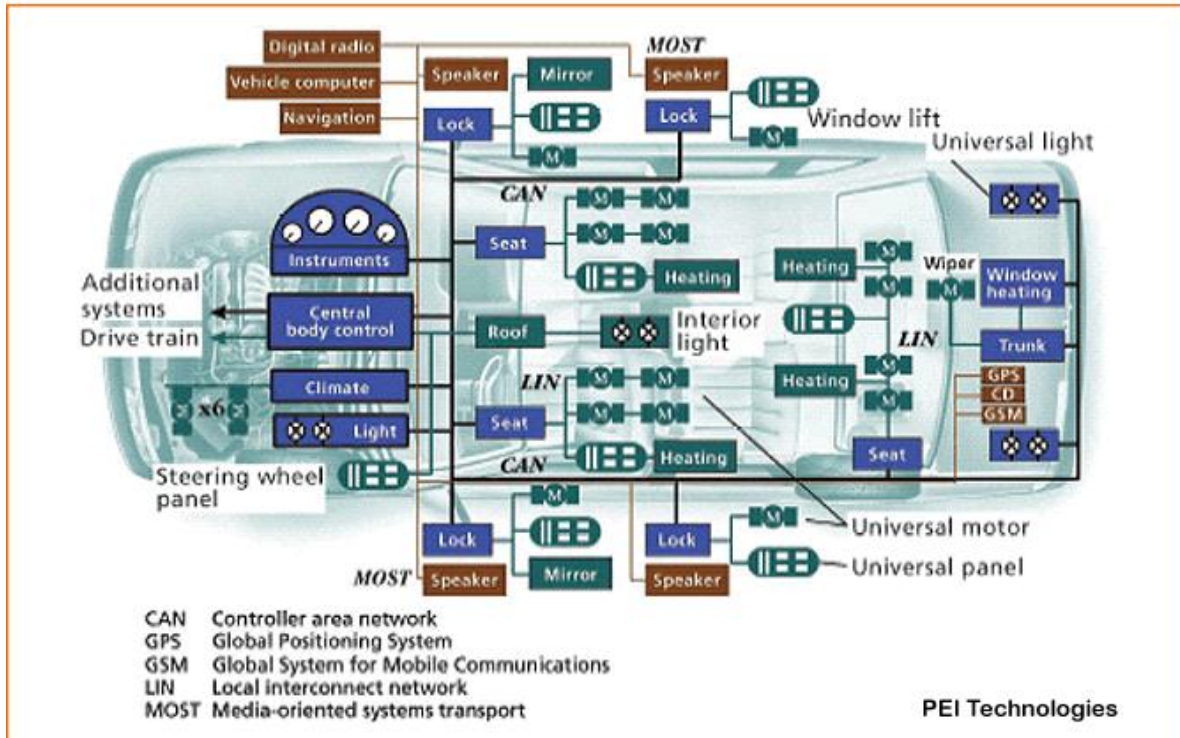 Digital radio
MOST
Speaker
Mirror
Speaker
Vehicle computer
Navigation
Lock
Lock
Window lift
M
M
Universal light
CAN
M
M
Instruments
Seat
M
M
Heating
M
Wiper
Window heating
Additional systems
Heating
M
M
Central body control
Roof
Interior light
LIN
Trunk
Drive train
LIN
M
M
M
GPS
Climate
Heating
CD
x6
M
M
M
GSM
Light
Seat
Seat
CAN
Heating
Steering wheel panel
M
M
Lock
Lock
Universal motor
MOST
Speaker
Mirror
Speaker
Universal panel
CAN Controller area network
GPS Global Positioning System
GSM Global System for Mobile Communications
LIN Local interconnect network
MOST Media-oriented systems transport
PEI Technologies